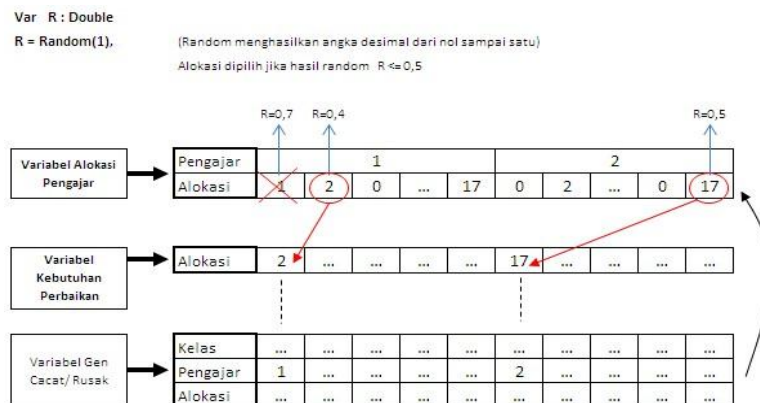 Var R : Double
R = Random(1), (Random menghasilkan angka desimal dari nol sampai satu)
Alokasi dipilih jika hasil random R <= 0,5
R=0,7 R=0,4 R=0,5
Variabel Alokasi Pengajar
Pengajar 1 2
Alokasi 1 2 0 ... 17 0 2 ... 0 17
Variabel Kebutuhan Perbaikan
Alokasi 2 ... ... ... ... 17 ... ... ... ...
Variabel Gen Cacat/ Rusak
Kelas ... ... ... ... ... ... ... ... ... ...
Pengajar 1 ... ... ... ... 2 ... ... ... ...
Alokasi ... ... ... ... ... ... ... ... ... ...